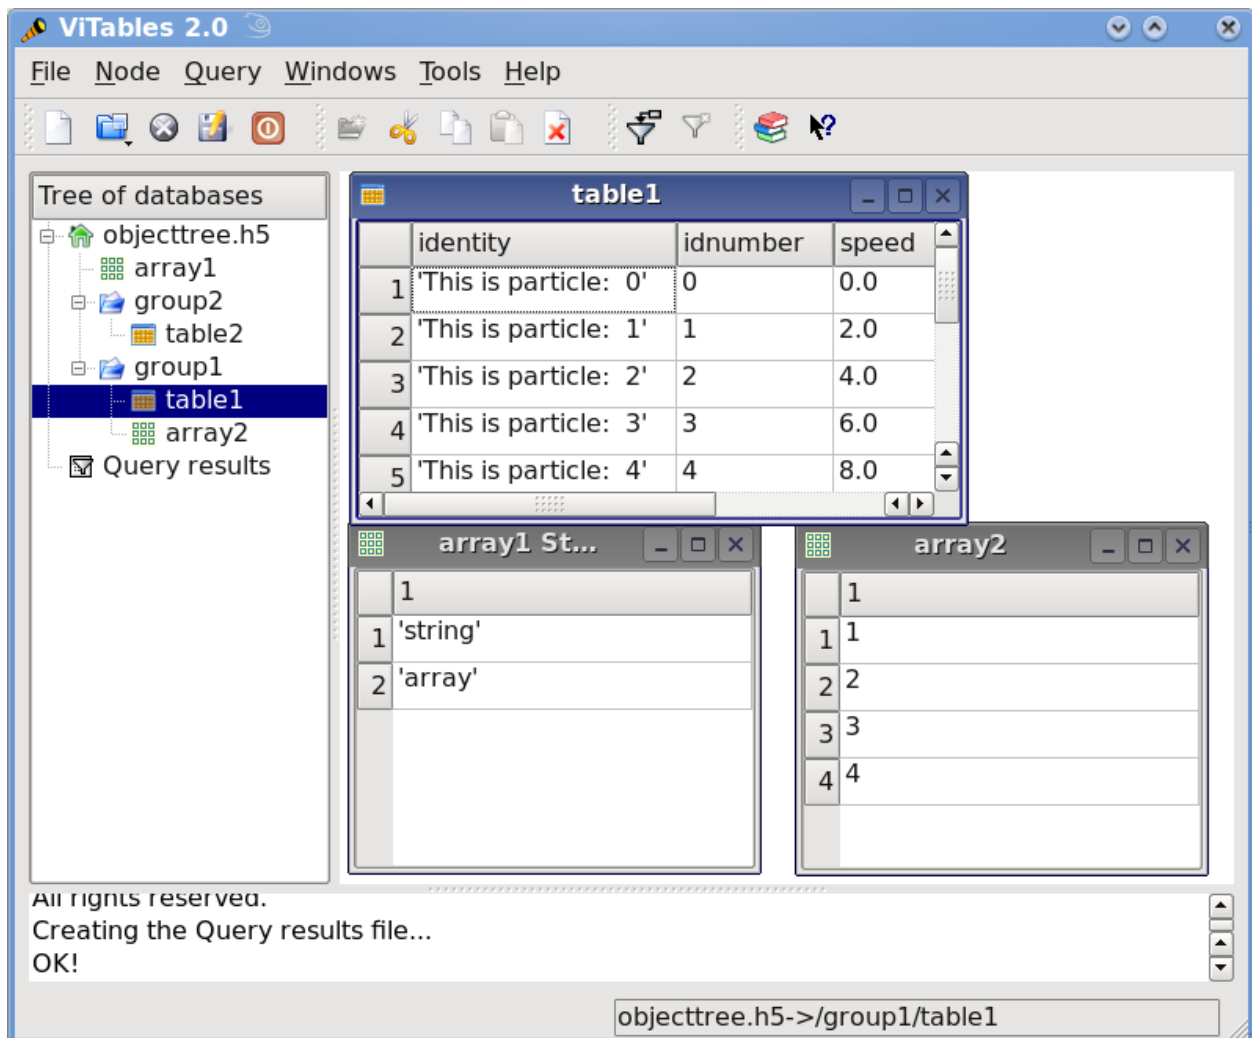 ViTables 2.0
File Node Query Windows Tools Help
Tree of databases
objecttree.h5
array1
group2
table2
group1
table1
array2
Query results
table1
identity idnumber speed
1 'This is particle:  0' 0 0.0
2 'This is particle:  1' 1 2.0
3 'This is particle:  2' 2 4.0
4 'This is particle:  3' 3 6.0
5 'This is particle:  4' 4 8.0
array1 St...
1
1 'string'
2 'array'
array2
1
1 1
2 2
3 3
4 4
All rights reserved.
Creating the Query results file...
OK!
objecttree.h5->/group1/table1